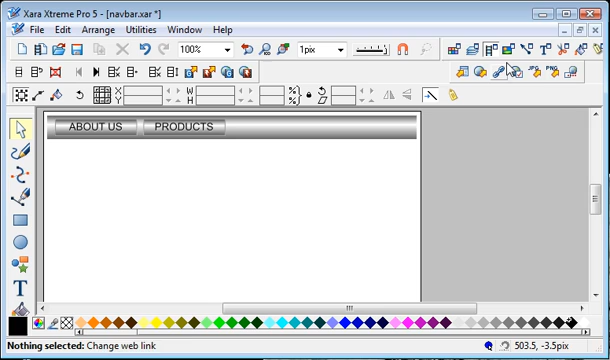 Xara Xtreme Pro 5 - [navbar.xar *]
File Edit Arrange Utilities Window Help
100% 1pix
JPG PNG
X W
Y H
ABOUT US PRODUCTS
T
Nothing selected: Change web link 503.5, -3.5pix